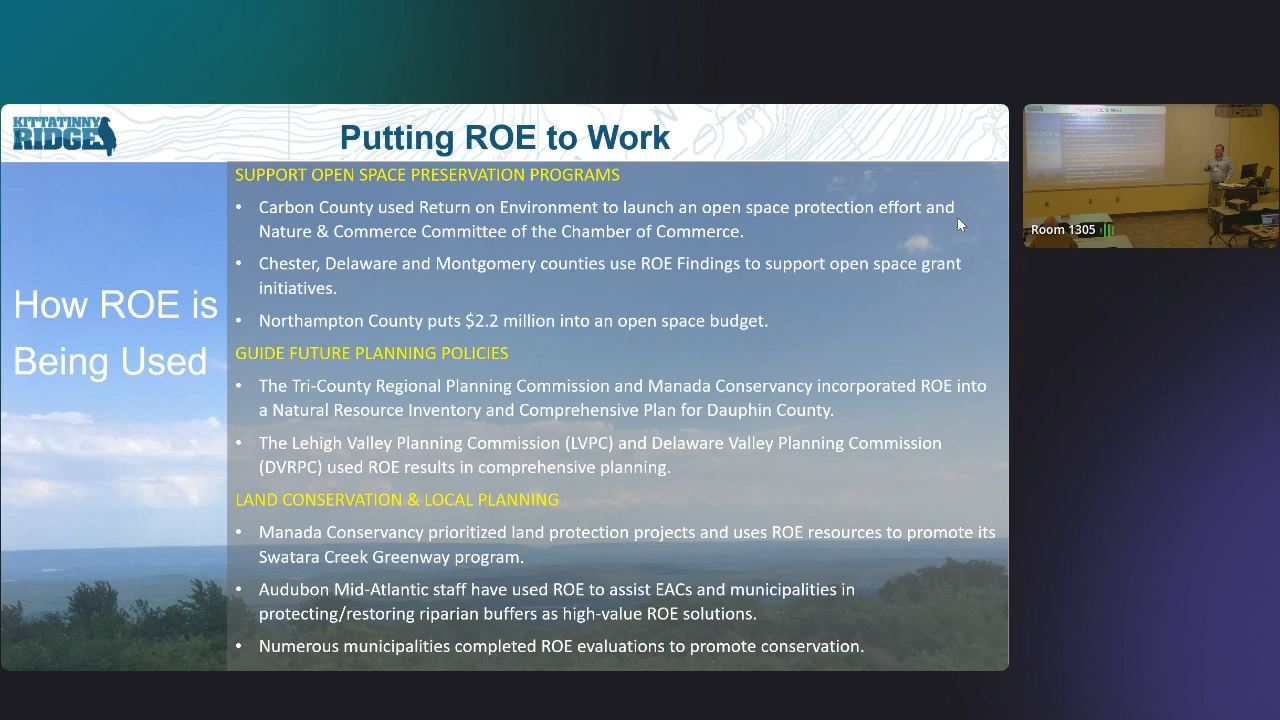 KITTATINNY
RIDGE
Putting ROE to Work
How ROE is
Being Used
SUPPORT OPEN SPACE PRESERVATION PROGRAMS
• Carbon County used Return on Environment to launch an open space protection effort and
Nature & Commerce Committee of the Chamber of Commerce.
• Chester, Delaware and Montgomery counties use ROE Findings to support open space grant
initiatives.
• Northampton County puts $2.2 million into an open space budget.
GUIDE FUTURE PLANNING POLICIES
• The Tri-County Regional Planning Commission and Manada Conservancy incorporated ROE into
a Natural Resource Inventory and Comprehensive Plan for Dauphin County.
• The Lehigh Valley Planning Commission (LVPC) and Delaware Valley Planning Commission
(DVRPC) used ROE results in comprehensive planning.
LAND CONSERVATION & LOCAL PLANNING
• Manada Conservancy prioritized land protection projects and uses ROE resources to promote its
Swatara Creek Greenway program.
• Audubon Mid-Atlantic staff have used ROE to assist EACs and municipalities in
protecting/restoring riparian buffers as high-value ROE solutions.
• Numerous municipalities completed ROE evaluations to promote conservation.
Room 1305